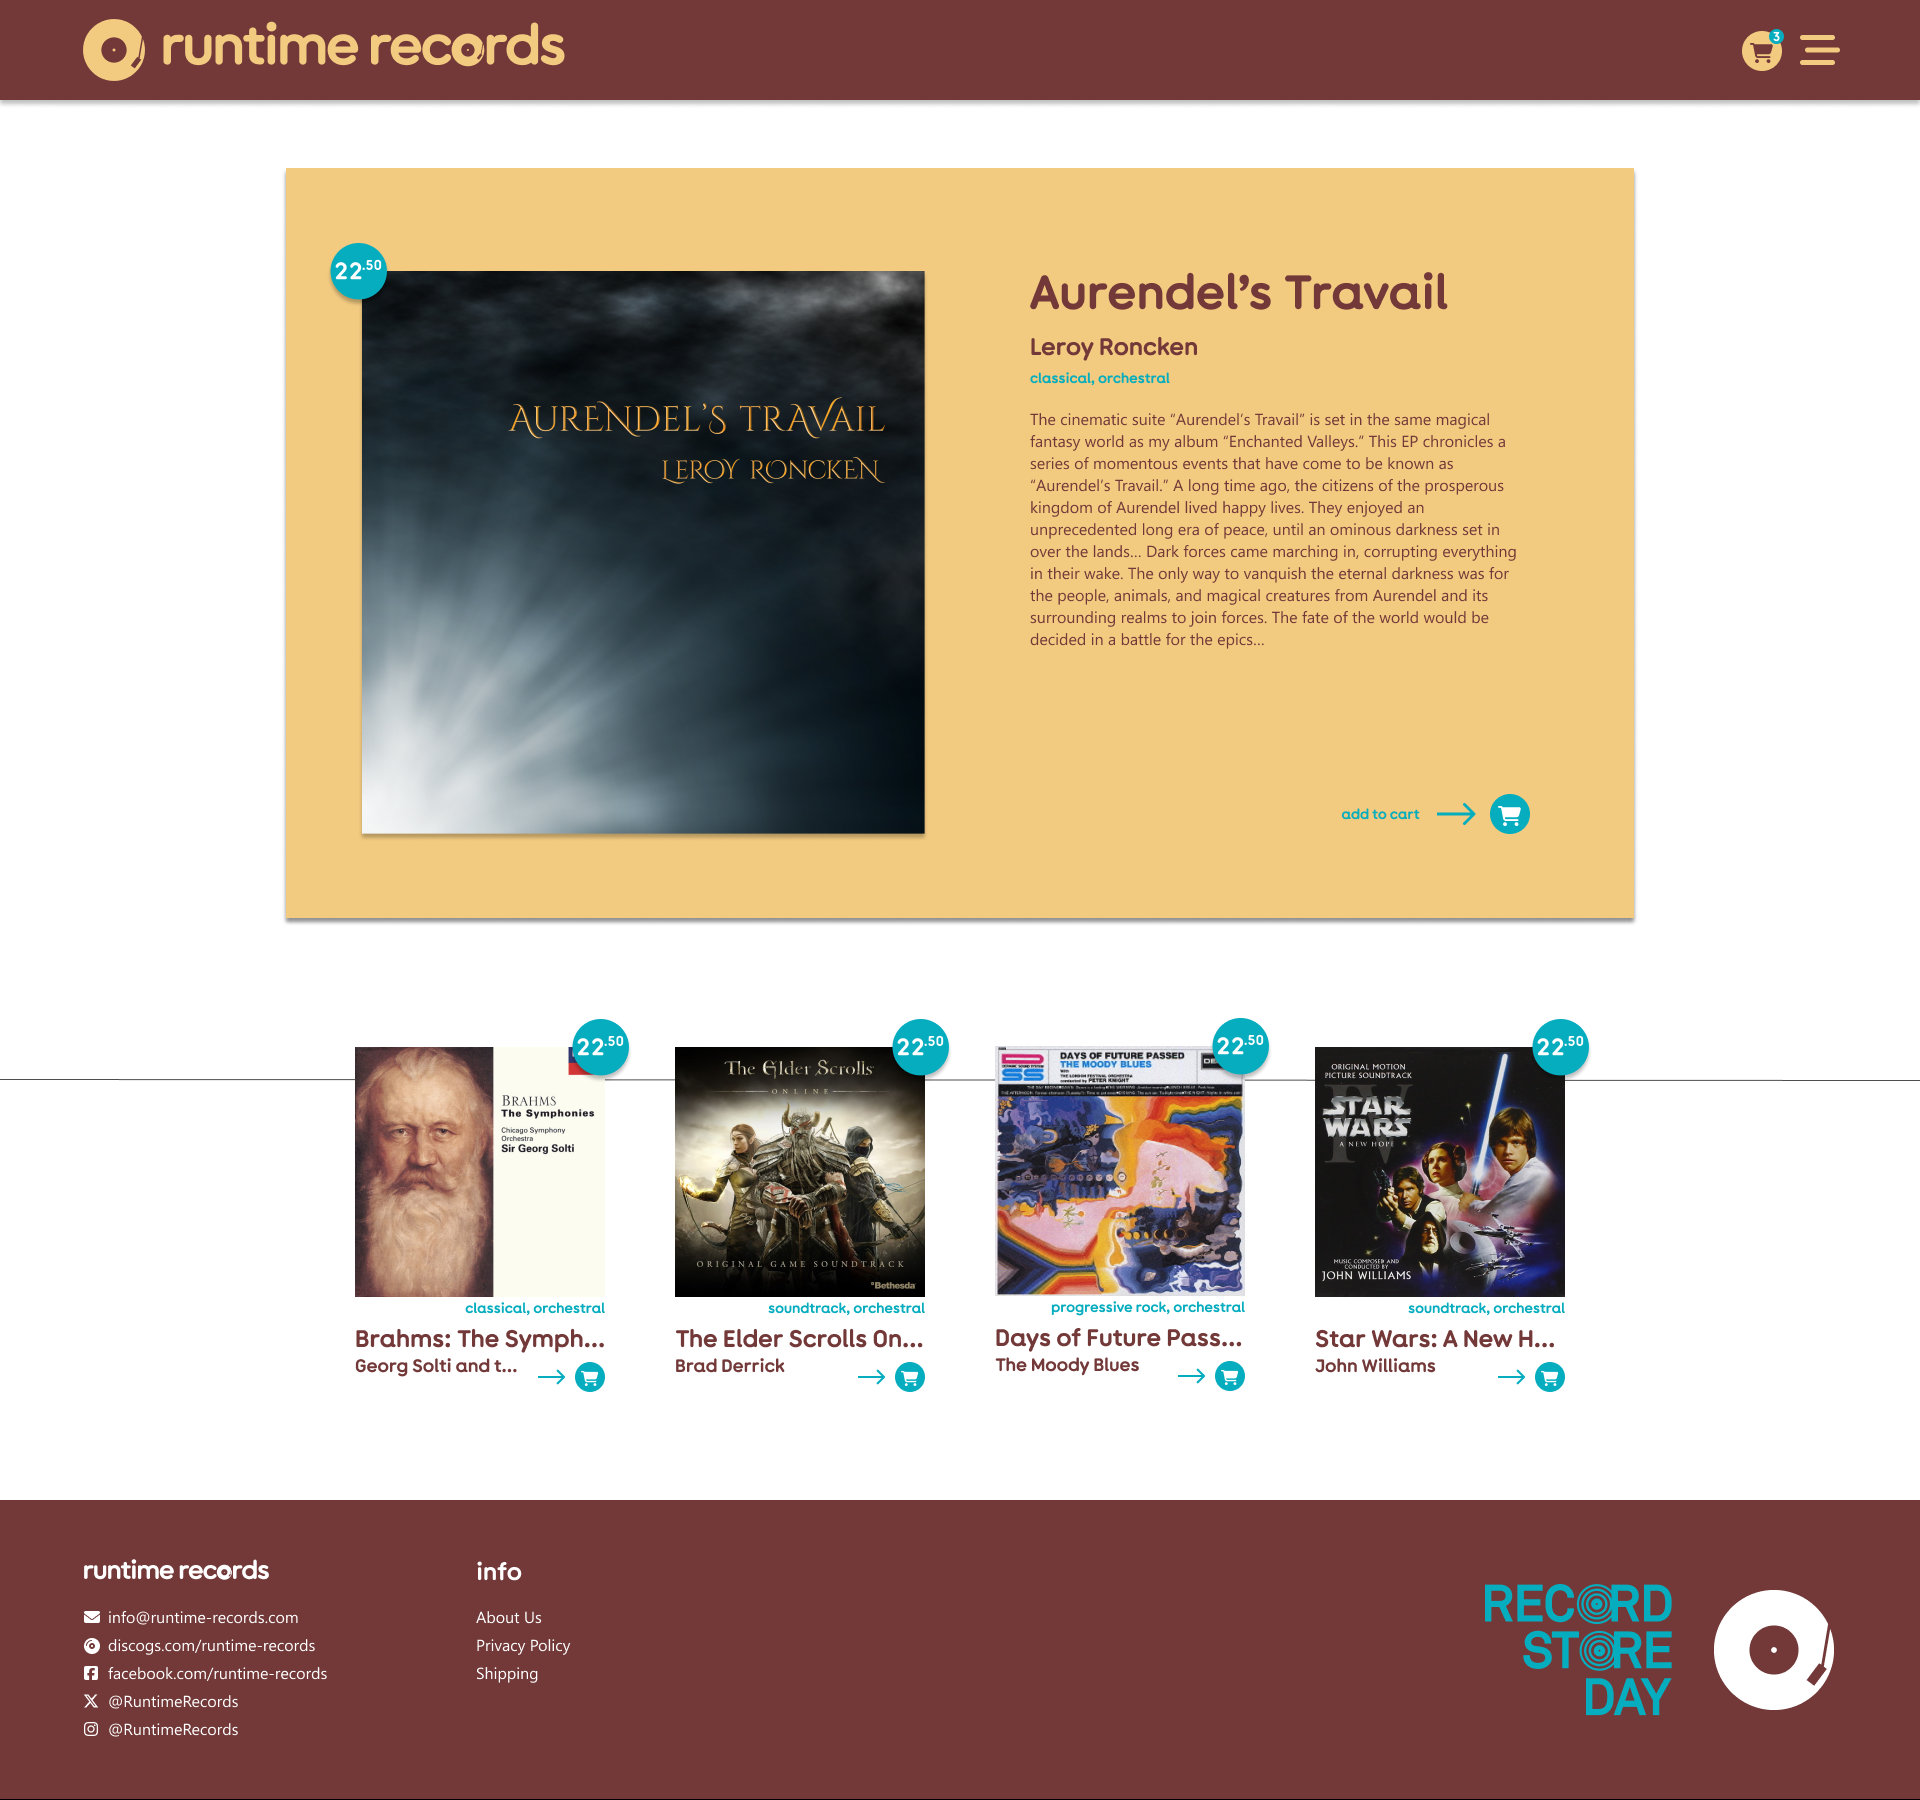 runtime records
3
22.50
AURENDEL'S TRAVAIL
LEROY RONCKEN
Aurendel’s Travail
Leroy Roncken
classical, orchestral
The cinematic suite “Aurendel’s Travail” is set in the same magical
fantasy world as my album “Enchanted Valleys.” This EP chronicles a
series of momentous events that have come to be known as
“Aurendel’s Travail.” A long time ago, the citizens of the prosperous
kingdom of Aurendel lived happy lives. They enjoyed an
unprecedented long era of peace, until an ominous darkness set in
over the lands... Dark forces came marching in, corrupting everything
in their wake. The only way to vanquish the eternal darkness was for
the people, animals, and magical creatures from Aurendel and its
surrounding realms to join forces. The fate of the world would be
decided in a battle for the epics...
add to cart
22.50
BRAHMS
The Symphonies
Chicago Symphony
Orchestra
Sir Georg Solti
classical, orchestral
Brahms: The Symph...
Georg Solti and t...
22.50
The Elder Scrolls
ONLINE
ORIGINAL GAME SOUNDTRACK
Bethesda
soundtrack, orchestral
The Elder Scrolls On...
Brad Derrick
22.50
DSS
DAYS OF FUTURE PASSED
THE MOODY BLUES
With
THE LONDON FESTIVAL ORCHESTRA
conducted by PETER KNIGHT
progressive rock, orchestral
Days of Future Pass...
The Moody Blues
22.50
ORIGINAL MOTION
PICTURE SOUNDTRACK
IV
STAR
WARS
A NEW HOPE
MUSIC COMPOSED AND
CONDUCTED BY
JOHN WILLIAMS
soundtrack, orchestral
Star Wars: A New H...
John Williams
runtime records
info@runtime-records.com
discogs.com/runtime-records
facebook.com/runtime-records
@RuntimeRecords
@RuntimeRecords
info
About Us
Privacy Policy
Shipping
RECORD
STORE
DAY